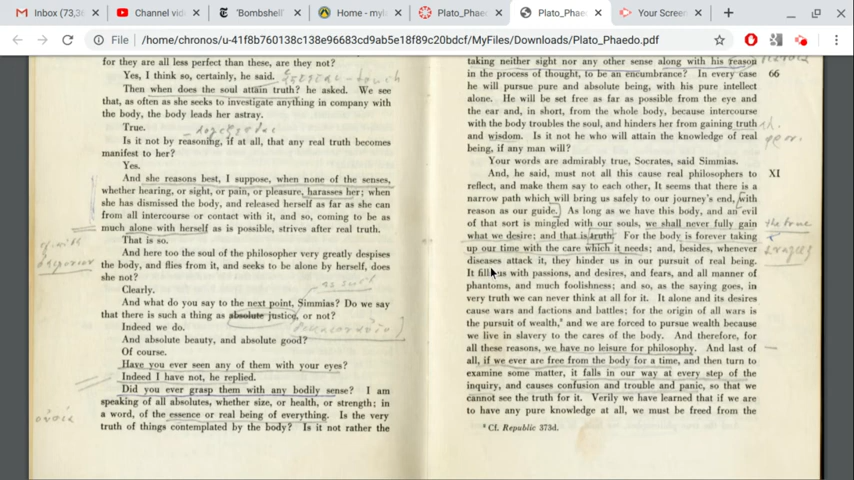 Inbox (73,3
Channel vide
'Bombshell'
Home - myle
Plato_Phaedo
Plato_Phaedo
Your Screen
File /home/chronos/u-41f8b760138c138e96683cd9ab5e18f89c20bdcf/MyFiles/Downloads/Plato_Phaedo.pdf
for they are all less perfect than these, are they not?
Yes, I think so, certainly, he said.
Then when does the soul attain truth? he asked. We see
that, as often as she seeks to investigate anything in company with
the body, the body leads her astray.
True.
Is it not by reasoning, if at all, that any real truth becomes
manifest to her?
Yes.
And she reasons best, I suppose, when none of the senses,
whether hearing, or sight, or pain, or pleasure, harasses her; when
she has dismissed the body, and released herself as far as she can
from all intercourse or contact with it, and so, coming to be as
much alone with herself as is possible, strives after real truth.
That is so.
And here too the soul of the philosopher very greatly despises
the body, and flies from it, and seeks to be alone by herself, does
she not?
Clearly.
And what do you say to the next point, Simmias? Do we say
that there is such a thing as absolute justice, or not?
Indeed we do.
And absolute beauty, and absolute good?
Of course.
Have you ever seen any of them with your eyes?
Indeed I have not, he replied.
Did you ever grasp them with any bodily sense? I am
speaking of all absolutes, whether size, or health, or strength; in
a word, of the essence or real being of everything. Is the very
truth of things contemplated by the body? Is it not rather the
οὐσία
taking neither sight nor any other sense along with his reason
in the process of thought, to be an encumbrance? In every case
66
he will pursue pure and absolute being, with his pure intellect
alone. He will be set free as far as possible from the eye and
the ear and, in short, from the whole body, because intercourse
with the body troubles the soul, and hinders her from gaining truth
and wisdom. Is it not he who will attain the knowledge of real
being, if any man will?
Your words are admirably true, Socrates, said Simmias.
And, he said, must not all this cause real philosophers to
XI
reflect, and make them say to each other, It seems that there is a
narrow path which will bring us safely to our journey's end, with
reason as our guide. As long as we have this body, and an evil
of that sort is mingled with our souls, we shall never fully gain
the true
what we desire; and that is truth. For the body is forever taking
up our time with the care which it needs; and, besides, whenever
diseases attack it, they hinder us in our pursuit of real being.
It fills us with passions, and desires, and fears, and all manner of
phantoms, and much foolishness; and so, as the saying goes, in
very truth we can never think at all for it. It alone and its desires
cause wars and factions and battles; for the origin of all wars is
the pursuit of wealth,⁸ and we are forced to pursue wealth because
we live in slavery to the cares of the body. And therefore, for
all these reasons, we have no leisure for philosophy. And last of
all, if we ever are free from the body for a time, and then turn to
examine some matter, it falls in our way at every step of the
inquiry, and causes confusion and trouble and panic, so that we
cannot see the truth for it. Verily we have learned that if we are
to have any pure knowledge at all, we must be freed from the
⁸ Cf. Republic 373d.